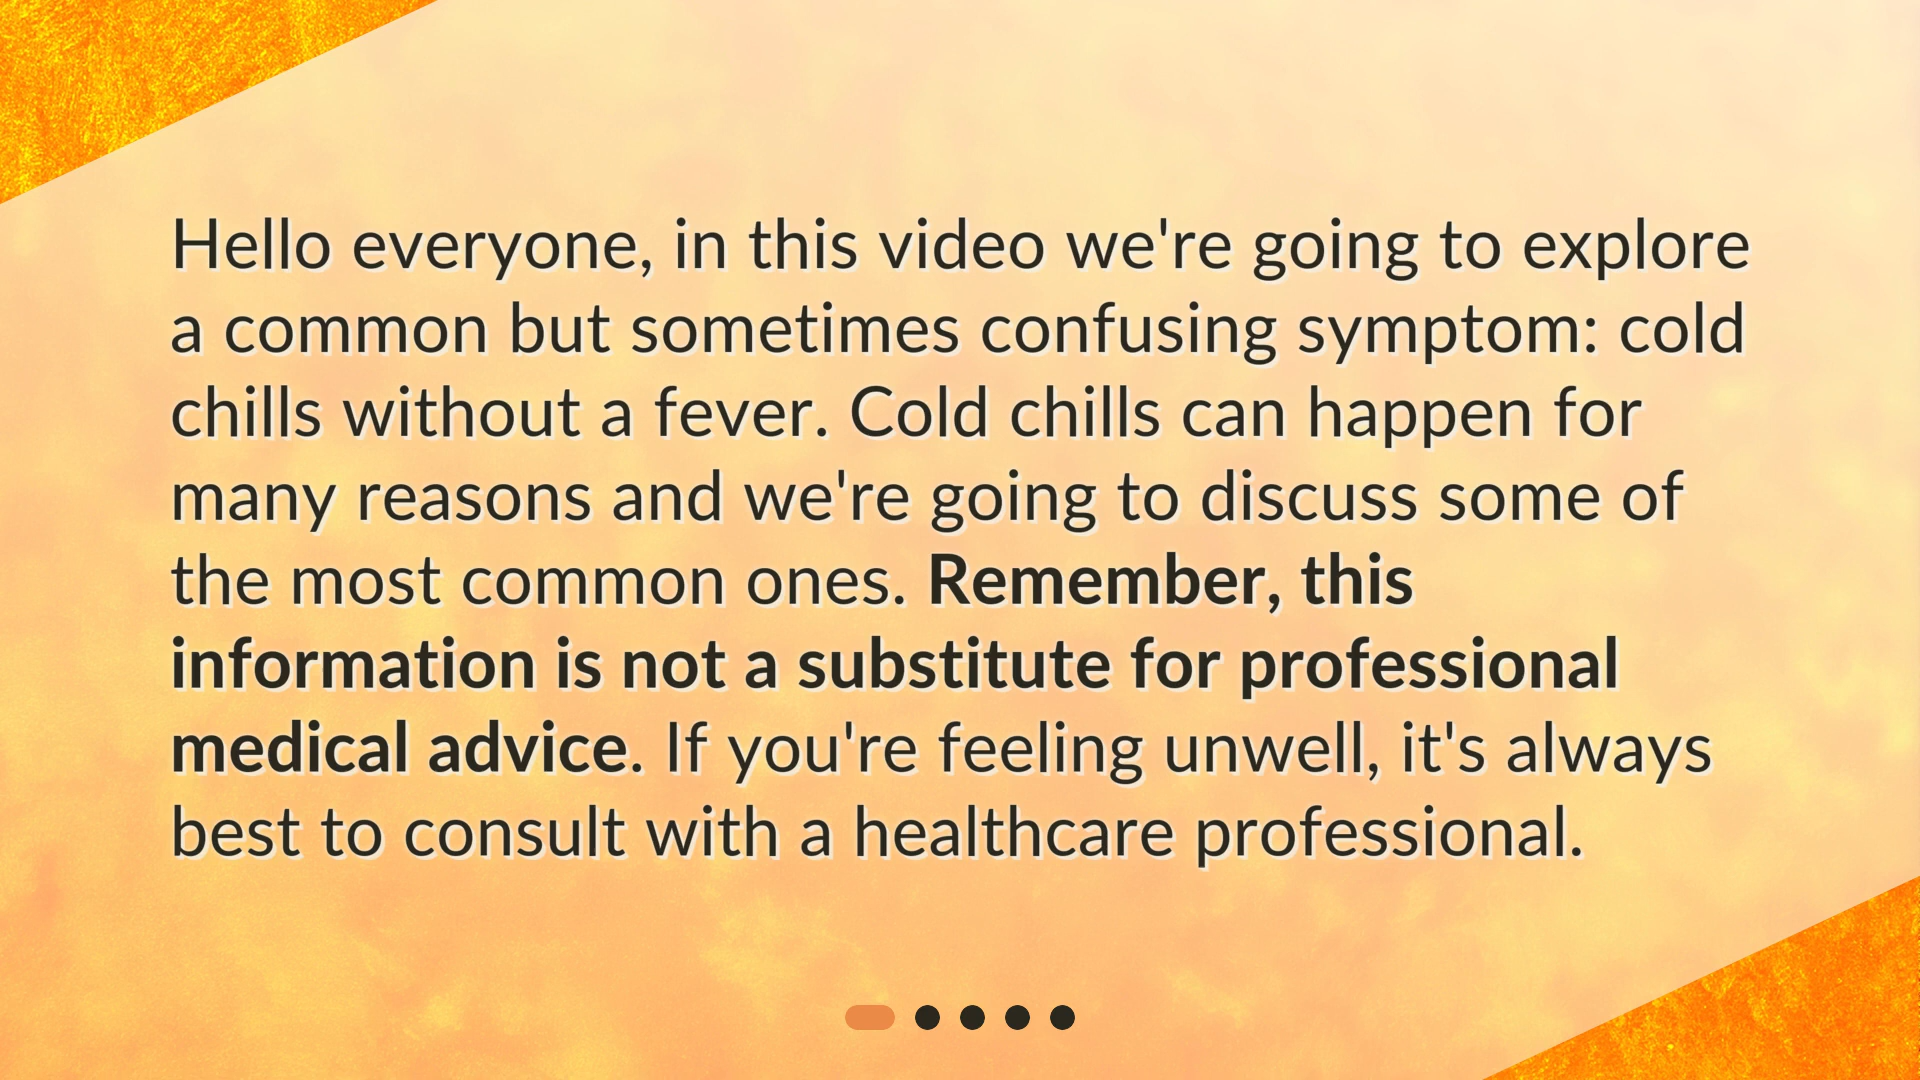 Hello everyone, in this video we're going to explore
a common but sometimes confusing symptom: cold
chills without a fever. Cold chills can happen for
many reasons and we're going to discuss some of
the most common ones. Remember, this
information is not a substitute for professional
medical advice. If you're feeling unwell, it's always
best to consult with a healthcare professional.